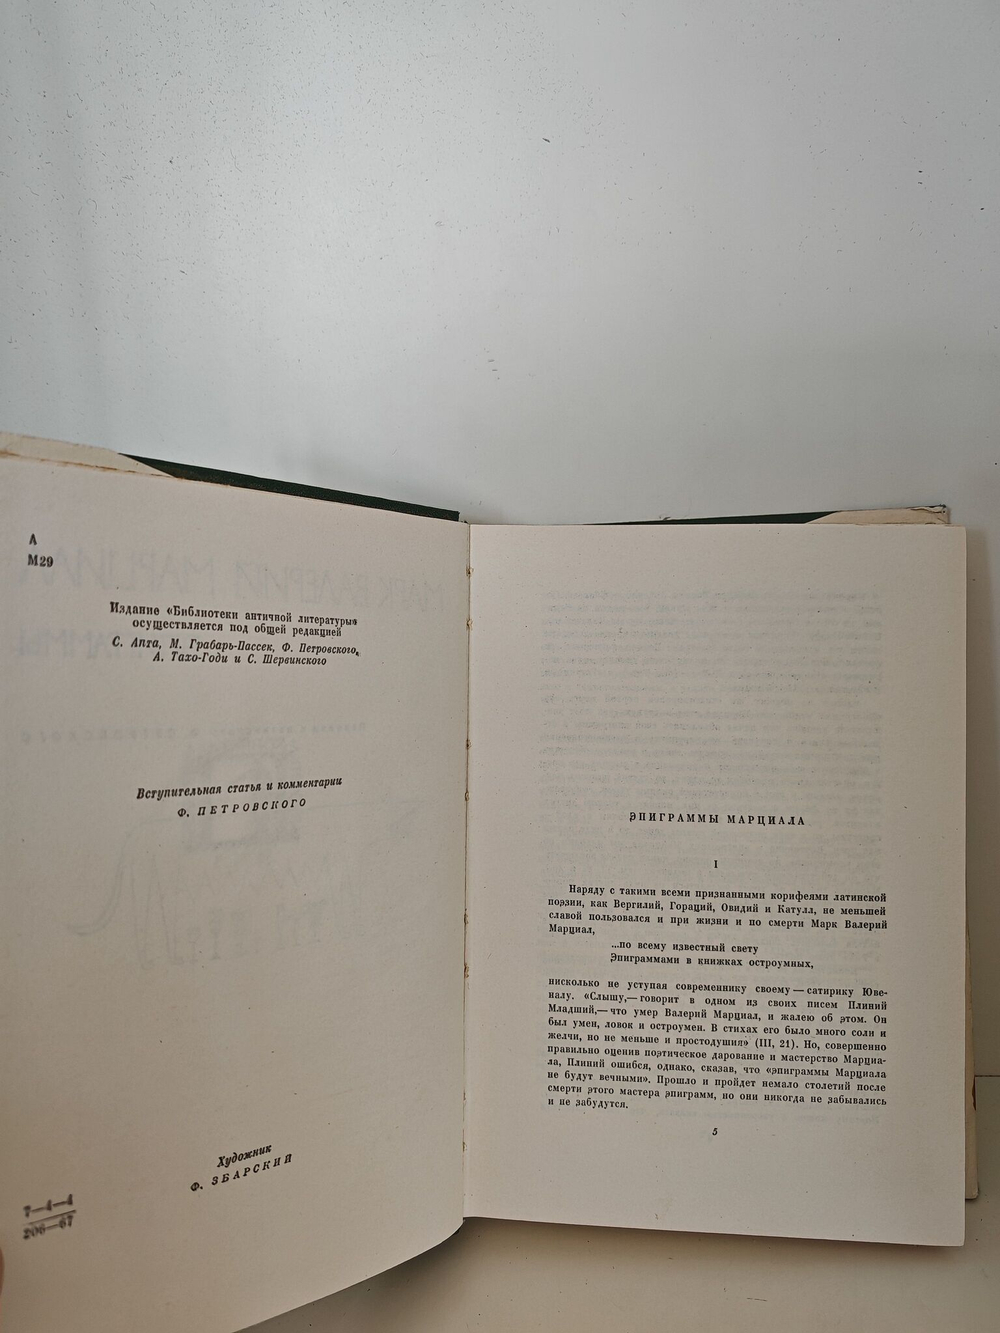 А
М29
Издание «Библиотеки античной литературы»
осуществляется под общей редакцией
С. Апта, М. Грабарь-Пассек, Ф. Петровского,
А. Тахо-Годи и С. Шервинского
Вступительная статья и комментарии
Ф. ПЕТРОВСКОГО
Художник
Ф. ЗБАРСКИЙ
7—4—4
206—67
ЭПИГРАММЫ МАРЦИАЛА
I
Наряду с такими всеми признанными корифеями латинской
поэзии, как Вергилий, Гораций, Овидий и Катулл, не меньшей
славой пользовался и при жизни и по смерти Марк Валерий
Марциал,
...по всему известный свету
Эпиграммами в книжках остроумных,
нисколько не уступая современнику своему — сатирику Юве-
налу. «Слышу,— говорит в одном из своих писем Плиний
Младший,— что умер Валерий Марциал, и жалею об этом. Он
был умен, ловок и остроумен. В стихах его было много соли и
желчи, но не меньше и простодушия» (III, 21). Но, совершенно
правильно оценив поэтическое дарование и мастерство Марциа-
ла, Плиний ошибся, однако, сказав, что «эпиграммы Марциала
не будут вечными». Прошло и пройдет немало столетий после
смерти этого мастера эпиграмм, но они никогда не забывались
и не забудутся.
5